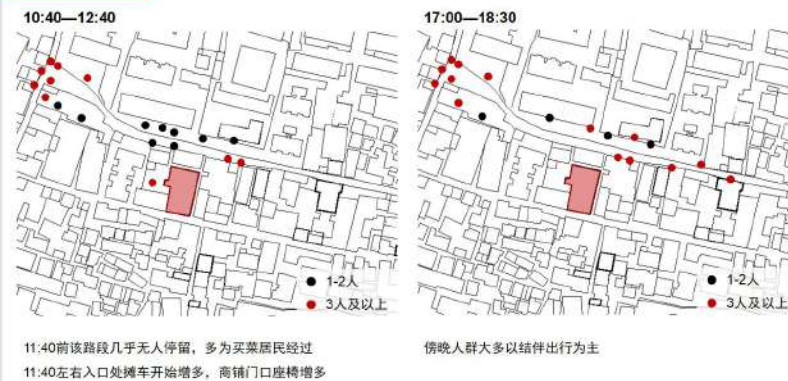 10:40—12:40
17:00—18:30
1-2人
3人及以上
1-2人
3人及以上
11:40前该路段几乎无人停留，多为买菜居民经过
11:40左右入口处摊车开始增多，商铺门口座椅增多
傍晚人群大多以结伴出行为主